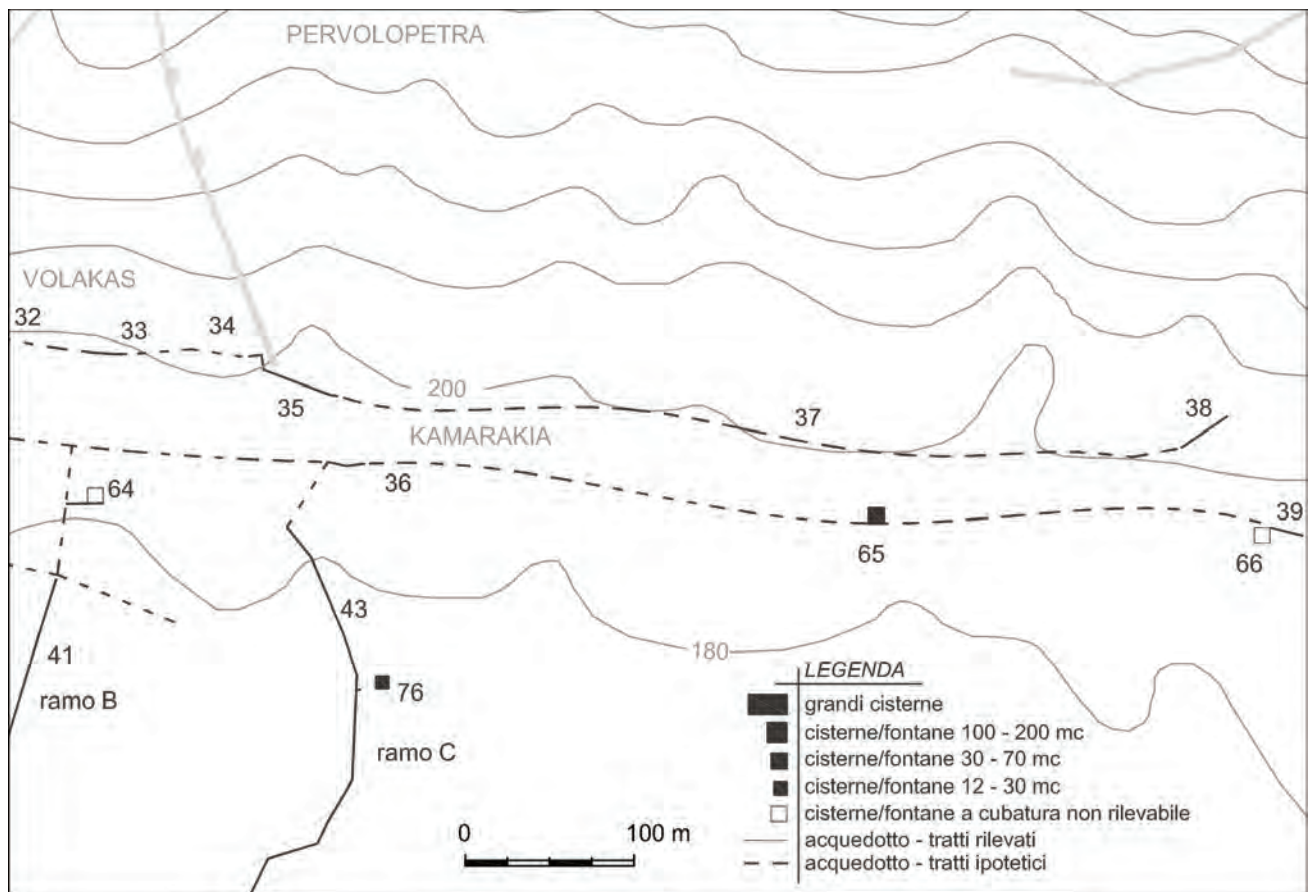 PERVOLOPETRA
VOLAKAS
32
33
34
35
200
37
38
KAMARAKIA
36
64
65
39
66
43
41
ramo B
76
ramo C
180
LEGENDA
grandi cisterne
cisterne/fontane 100 - 200 mc
cisterne/fontane 30 - 70 mc
cisterne/fontane 12 - 30 mc
cisterne/fontane a cubatura non rilevabile
acquedotto - tratti rilevati
acquedotto - tratti ipotetici
0 100 m